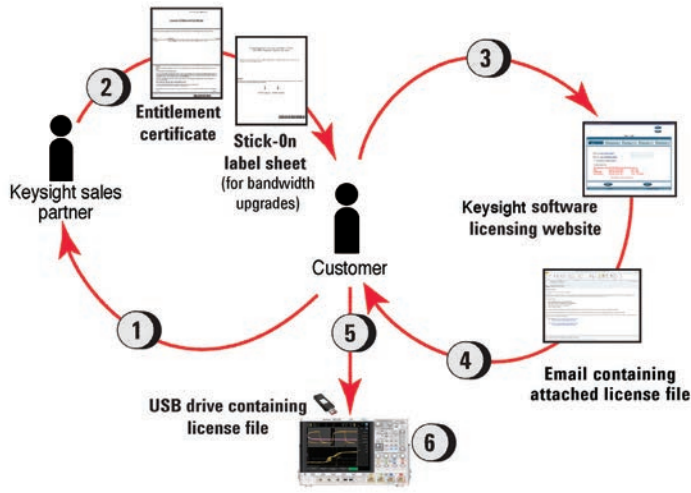 2
Entitlement
certificate
Stick-On
label sheet
(for bandwidth
upgrades)
3
Keysight sales
partner
Keysight software
licensing website
Customer
1
5
4
Email containing
attached license file
USB drive containing
license file
6